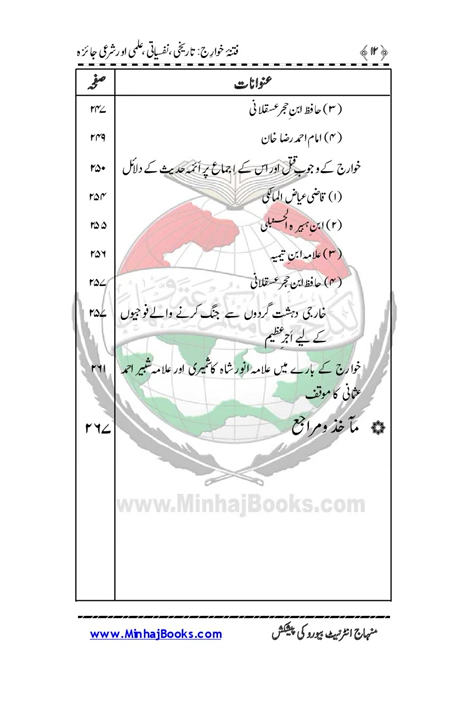 ﴿۱۲﴾ فتنۂ خوارج: تاریخی، نفسیاتی، علمی اور شرعی جائزہ
عنوانات صفحہ
(۳) حافظ ابنِ حجر عسقلانی ۲۴۷
(۴) امام احمد رضا خان ۲۴۹
خوارج کے وجوبِ قتل اور اس کے اجماع پر ائمہ حدیث کے دلائل ۲۵۰
(۱) قاضی عیاض المالکی ۲۵۴
(۲) ابنِ ہبیرہ الحنبلی ۲۵۵
(۳) علامہ ابنِ تیمیہ ۲۵۶
(۴) حافظ ابنِ حجر عسقلانی ۲۵۷
خارجی دہشت گردوں سے جنگ کرنے والے فوجیوں ۲۵۷
کے لیے اجرِ عظیم
خوارج کے بارے میں علامہ انور شاہ کاشمیری اور علامہ شبیر احمد ۲۶۱
عثمانی کا موقف
مآخذ و مراجع ۲۶۷
www.MinhajBooks.com
منہاج انٹرنیٹ بیورو کی پیشکش www.MinhajBooks.com